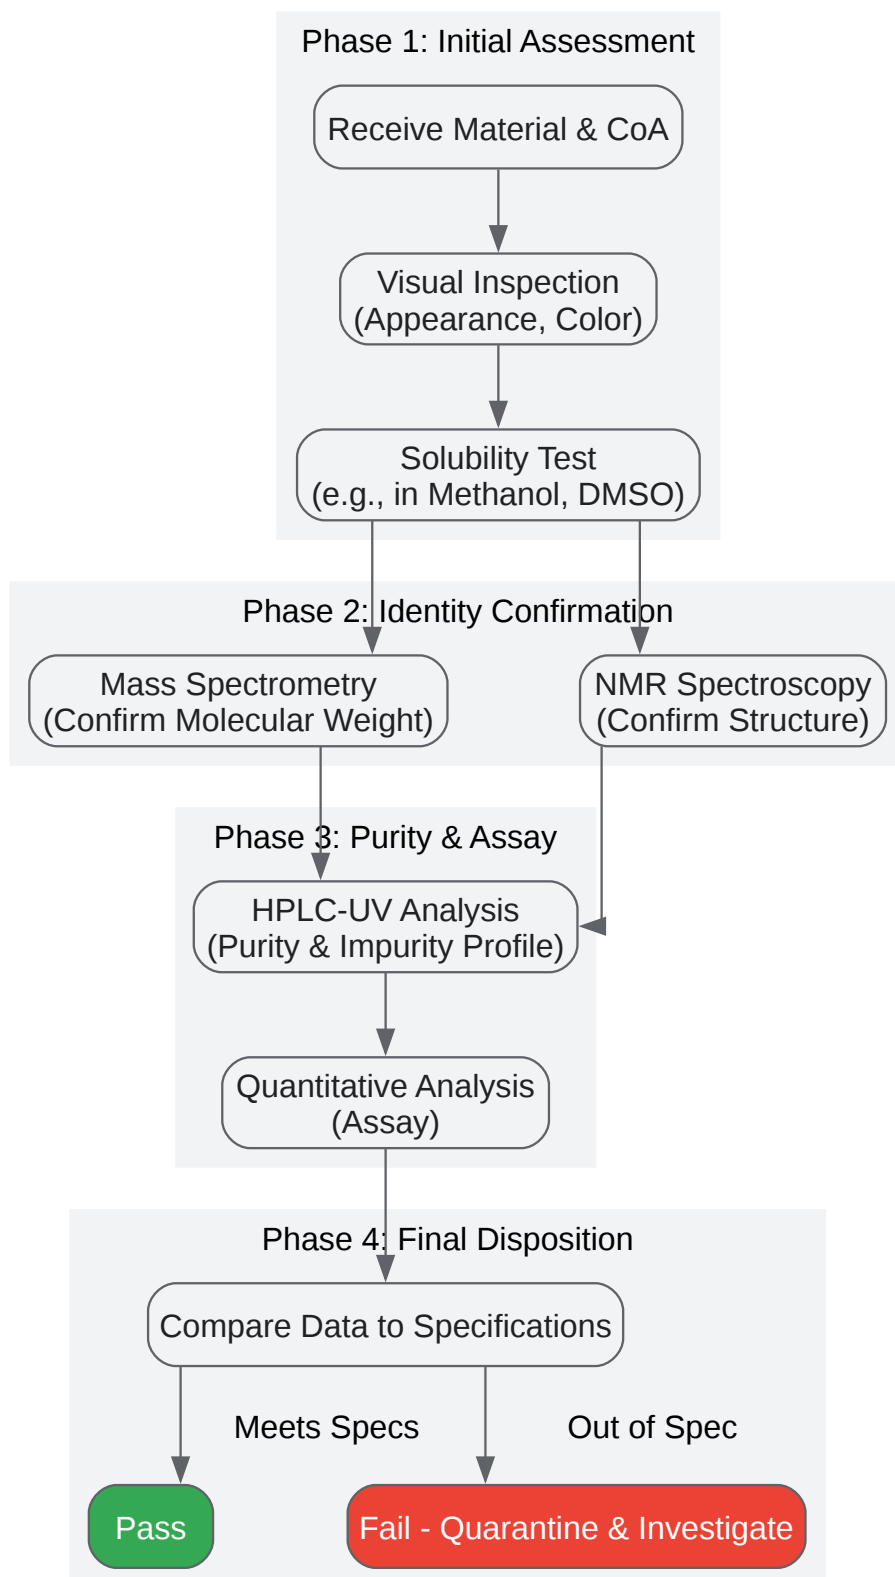 Phase 1: Initial Assessment
Receive Material & CoA
Visual Inspection
(Appearance, Color)
Solubility Test
(e.g., in Methanol, DMSO)
Phase 2: Identity Confirmation
Mass Spectrometry
(Confirm Molecular Weight)
NMR Spectroscopy
(Confirm Structure)
Phase 3: Purity & Assay
HPLC-UV Analysis
(Purity & Impurity Profile)
Quantitative Analysis
(Assay)
Phase 4: Final Disposition
Compare Data to Specifications
Meets Specs
Out of Spec
Pass
Fail - Quarantine & Investigate